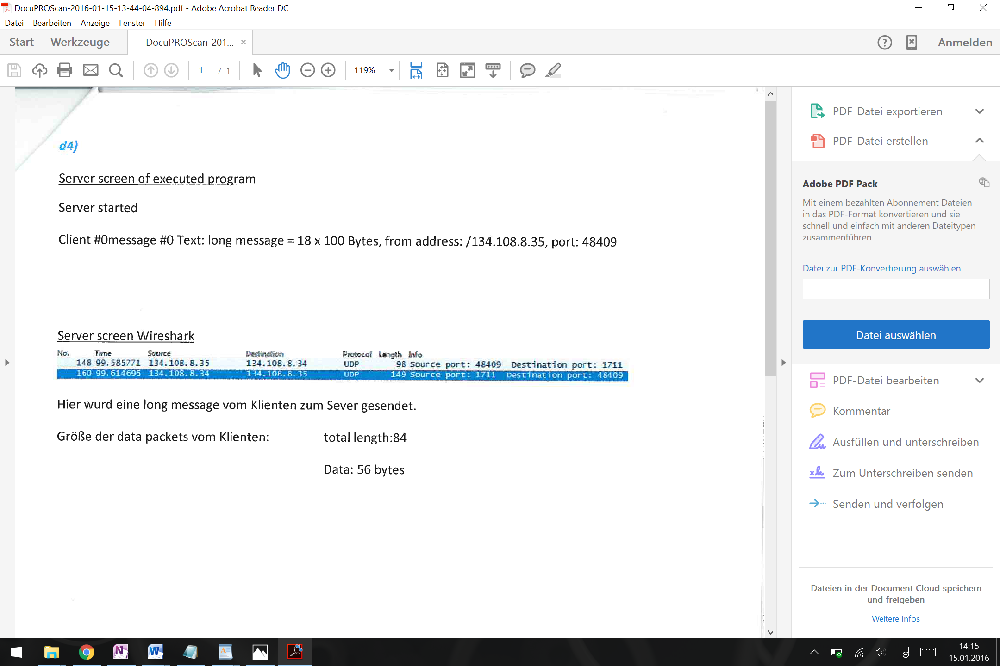 DocuPROScan-2016-01-15-13-44-04-894.pdf - Adobe Acrobat Reader DC
Datei Bearbeiten Anzeige Fenster Hilfe
Start Werkzeuge DocuPROScan-201... × Anmelden
1 / 1 119%
d4)
Server screen of executed program
Server started
Client #0message #0 Text: long message = 18 x 100 Bytes, from address: /134.108.8.35, port: 48409
Server screen Wireshark
No. Time Source Destination Protocol Length Info
148 99.585771 134.108.8.35 134.108.8.34 UDP 98 Source port: 48409 Destination port: 1711
160 99.614695 134.108.8.34 134.108.8.35 UDP 149 Source port: 1711 Destination port: 48409
Hier wurd eine long message vom Klienten zum Sever gesendet.
Größe der data packets vom Klienten: total length:84
Data: 56 bytes
PDF-Datei exportieren
PDF-Datei erstellen
Adobe PDF Pack
Mit einem bezahlten Abonnement Dateien
in das PDF-Format konvertieren und sie
schnell und einfach mit anderen Dateitypen
zusammenführen
Datei zur PDF-Konvertierung auswählen
Datei auswählen
PDF-Datei bearbeiten
Kommentar
Ausfüllen und unterschreiben
Zum Unterschreiben senden
Senden und verfolgen
Dateien in der Document Cloud speichern
und freigeben
Weitere Infos
14:15
15.01.2016